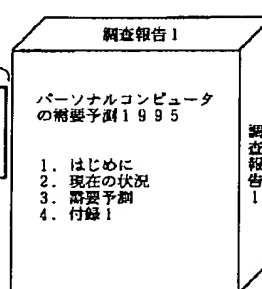 調査報告1
パーソナルコンピュータ
の需要予測1995
1. はじめに
2. 現在の状況
3. 需要予測
4. 付録1
調査報告1